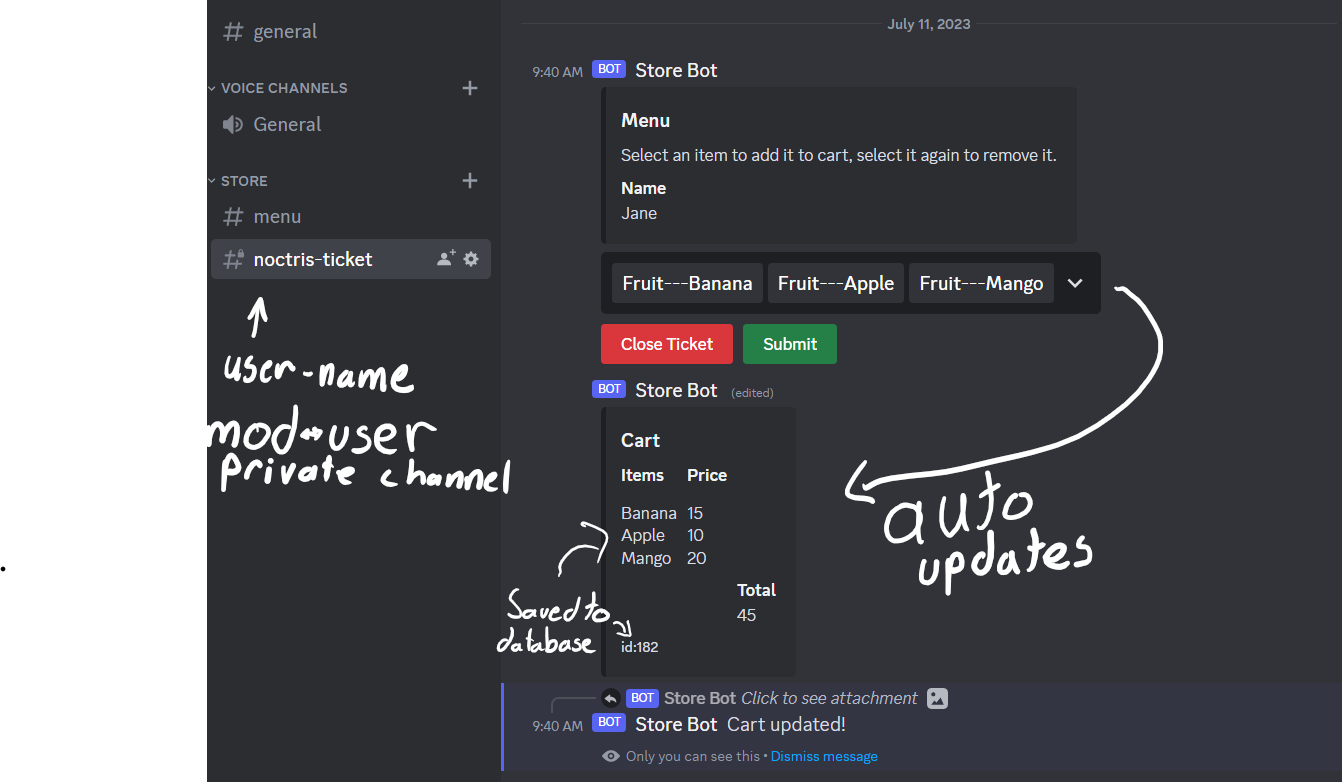 general
VOICE CHANNELS
General
STORE
menu
noctris-ticket
user-name
mod↔user
Private channel
July 11, 2023
9:40 AM BOT Store Bot
Menu
Select an item to add it to cart, select it again to remove it.
Name
Jane
Fruit---Banana Fruit---Apple Fruit---Mango
Close Ticket Submit
BOT Store Bot (edited)
Cart
Items Price
Banana 15
Apple 10
Mango 20
Total
45
id:182
Saved to
database
auto
updates
BOT Store Bot Click to see attachment
9:40 AM BOT Store Bot Cart updated!
Only you can see this • Dismiss message